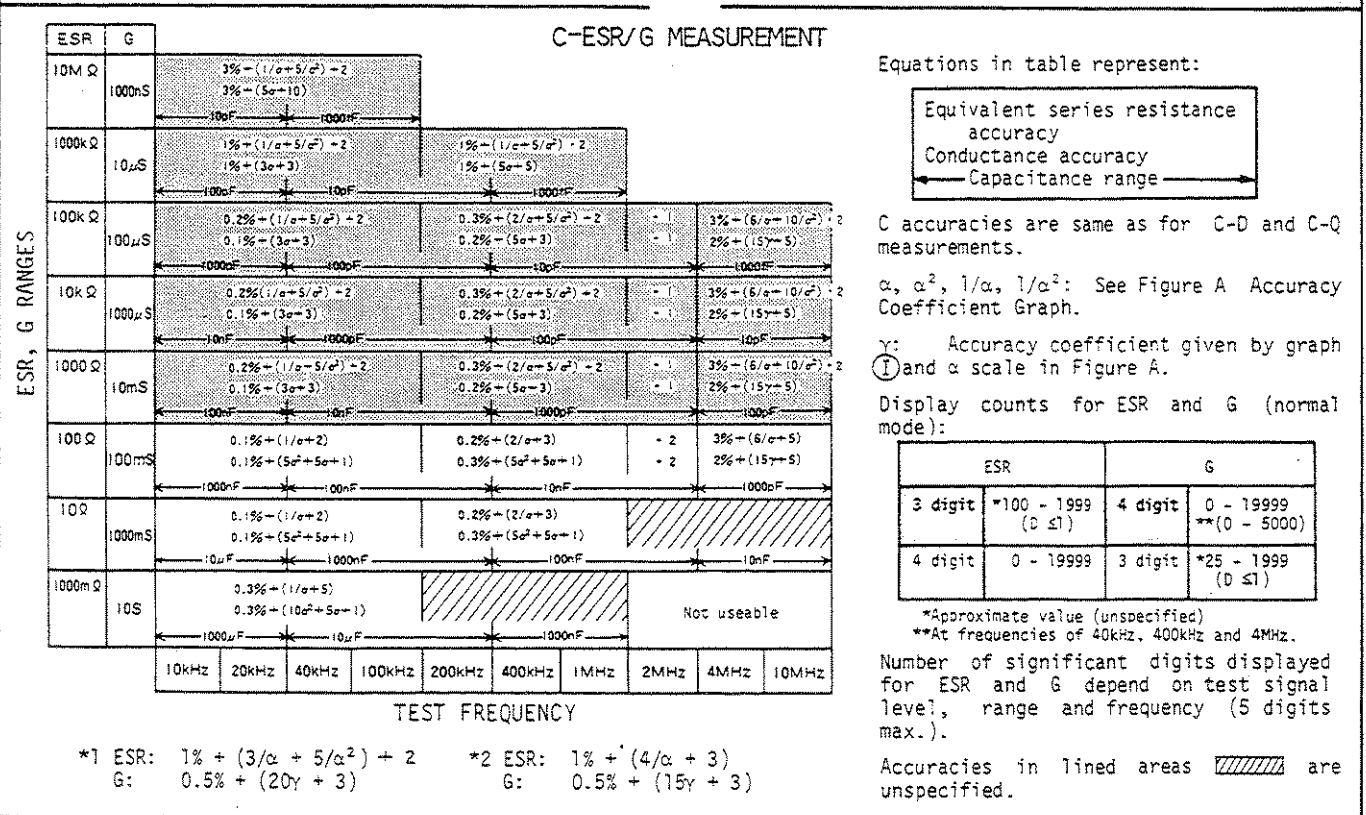 C-ESR/G MEASUREMENT
ESR G
10M Ω 1000nS
3% + (1/α+5/α²) + 2
3% + (5α+10)
10pF 1000fF
1000k Ω 10μS
1% + (1/α+5/α²) + 2 1% + (1/α+5/α²) + 2
1% + (3α+3) 1% + (5α+5)
100pF 10pF 1000fF
100k Ω 100μS
0.2% + (1/α+5/α²) + 2 0.3% + (2/α+5/α²) + 2 * 1 3% + (6/α+10/α²) + 2
0.1% + (3α+3) 0.2% + (5α+3) * 1 2% + (15γ+5)
1000pF 100pF 10pF 1000fF
10k Ω 1000μS
0.2%(1/α+5/α²) + 2 0.3% + (2/α+5/α²) + 2 * 1 3% + (6/α+10/α²) + 2
0.1% + (3α+3) 0.2% + (5α+3) * 1 2% + (15γ+5)
10nF 1000pF 100pF 10pF
1000 Ω 10mS
0.2% + (1/α+5/α²) + 2 0.3% + (2/α+5/α²) + 2 * 1 3% + (6/α+10/α²) + 2
0.1% + (3α+3) 0.2% + (5α+3) * 1 2% + (15γ+5)
100nF 10nF 1000pF 100pF
100 Ω 100mS
0.1% + (1/α+2) 0.2% + (2/α+3) * 2 3% + (6/α+5)
0.1% + (5α²+5α+1) 0.3% + (5α²+5α+1) * 2 2% + (15γ+5)
1000nF 100nF 10nF 1000pF
10Ω 1000mS
0.1% + (1/α+2) 0.2% + (2/α+3)
0.1% + (5α²+5α+1) 0.3% + (5α²+5α+1)
10μF 1000nF 100nF 10nF
1000m Ω 10S
0.3% + (1/α+5)
0.3% + (10α²+5α+1)
Not useable
1000μF 10μF 1000nF
10kHz 20kHz 40kHz 100kHz 200kHz 400kHz 1MHz 2MHz 4MHz 10MHz
TEST FREQUENCY
ESR, G RANGES
*1 ESR: 1% + (3/α + 5/α²) + 2 *2 ESR: 1% + (4/α + 3)
G: 0.5% + (20γ + 3) G: 0.5% + (15γ + 3)
Equations in table represent:
Equivalent series resistance
accuracy
Conductance accuracy
Capacitance range
C accuracies are same as for C-D and C-Q
measurements.
α, α², 1/α, 1/α²: See Figure A Accuracy
Coefficient Graph.
γ: Accuracy coefficient given by graph
Ⓘ and α scale in Figure A.
Display counts for ESR and G (normal
mode):
ESR G
3 digit *100 - 1999 (D ≤1) 4 digit 0 - 19999 **(0 - 5000)
4 digit 0 - 19999 3 digit *25 - 1999 (D ≤1)
*Approximate value (unspecified)
**At frequencies of 40kHz, 400kHz and 4MHz.
Number of significant digits displayed
for ESR and G depend on test signal
level, range and frequency (5 digits
max.).
Accuracies in lined areas are
unspecified.